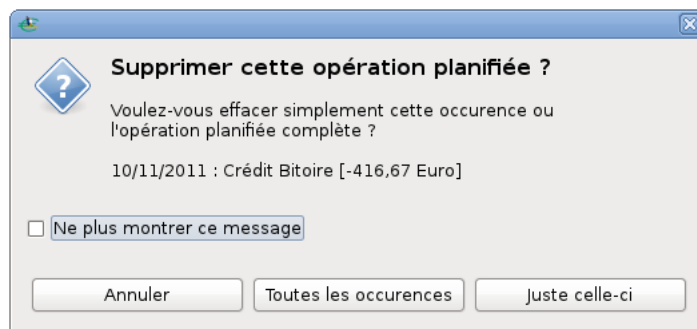 Supprimer cette opération planifiée ?
Voulez-vous effacer simplement cette occurence ou
l'opération planifiée complète ?
10/11/2011 : Crédit Bitoire [-416,67 Euro]
Ne plus montrer ce message
Annuler
Toutes les occurences
Juste celle-ci